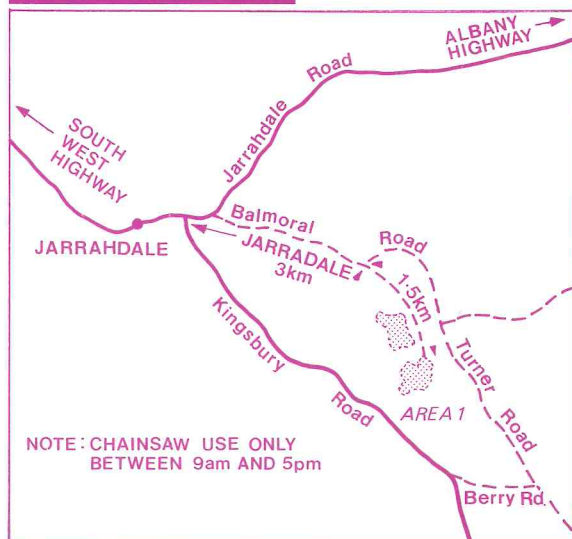 ALBANY
HIGHWAY
Road
Jarrahdale
SOUTH
WEST
HIGHWAY
Balmoral
Road
JARRAHDALE
JARRADALE
3km
1·5km
Kingsbury
Road
Turner
Road
AREA 1
NOTE: CHAINSAW USE ONLY
BETWEEN 9am AND 5pm
Berry Rd